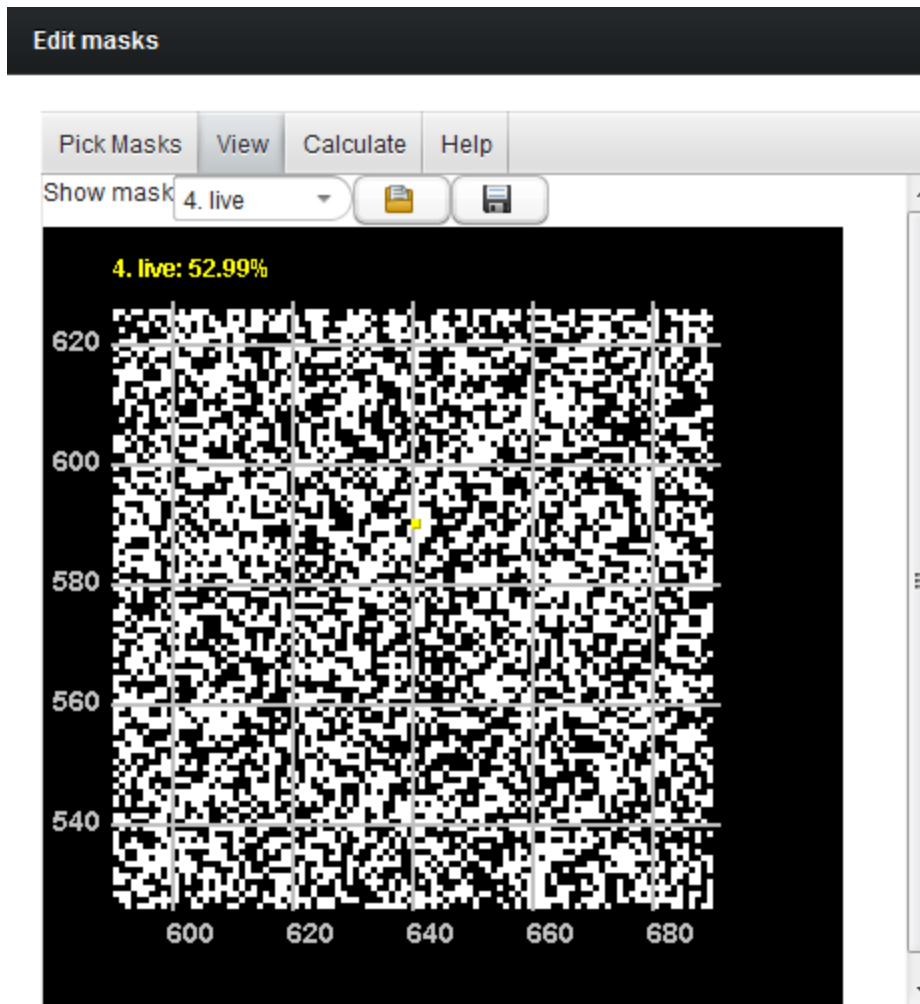 Edit masks
Pick Masks View Calculate Help
Show mask 4. live
4. live: 52.99%
620
600
580
560
540
600 620 640 660 680